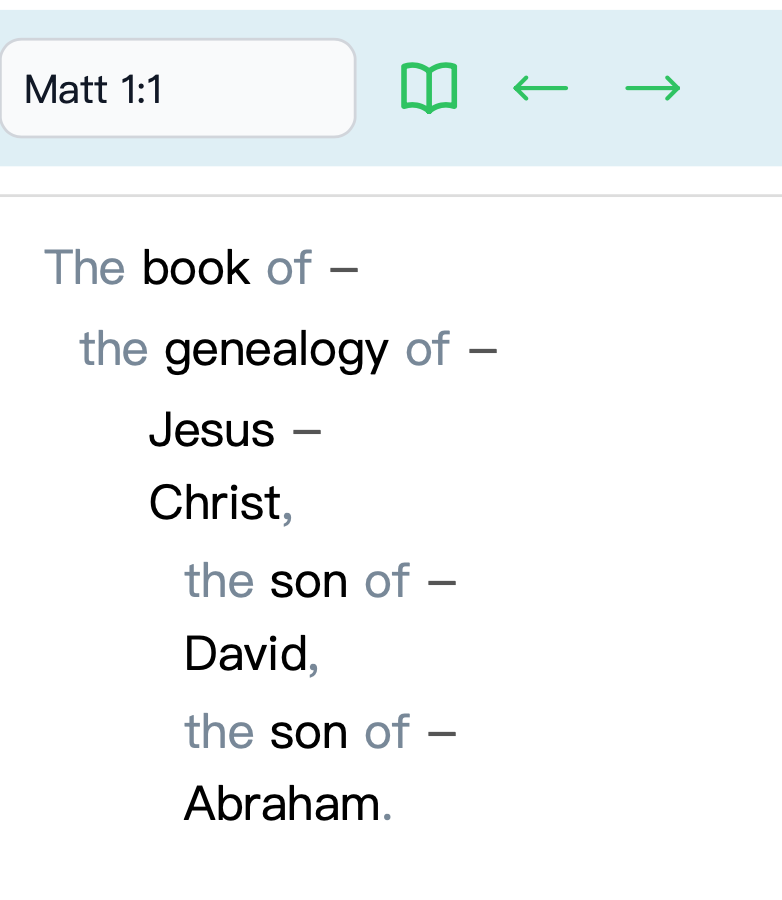 Matt 1:1
The book of –
the genealogy of –
Jesus –
Christ,
the son of –
David,
the son of –
Abraham.